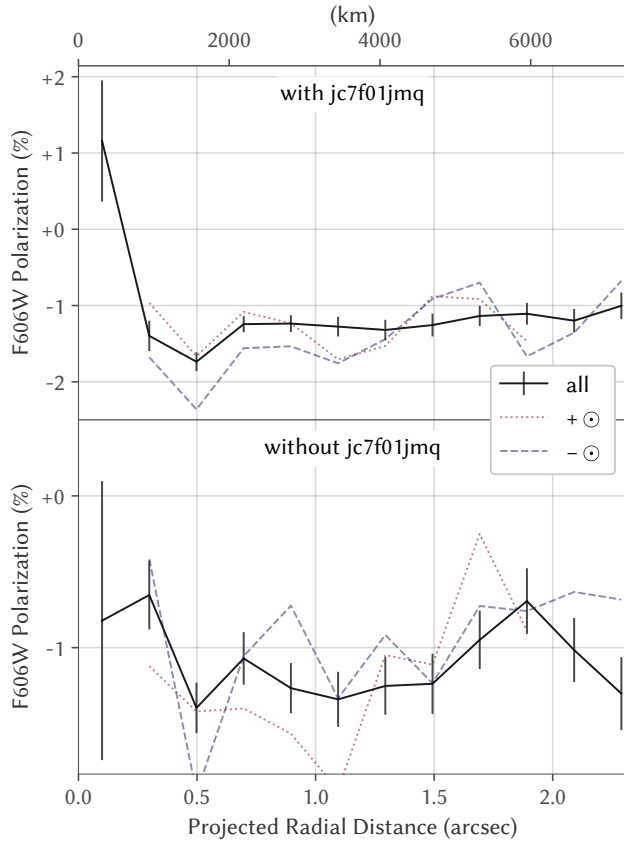 (km)
0 2000 4000 6000
+2
+1
+0
-1
-2
F606W Polarization (%)
with jc7f01jmq
all
+ ⊙
− ⊙
without jc7f01jmq
+0
-1
F606W Polarization (%)
0.0 0.5 1.0 1.5 2.0
Projected Radial Distance (arcsec)